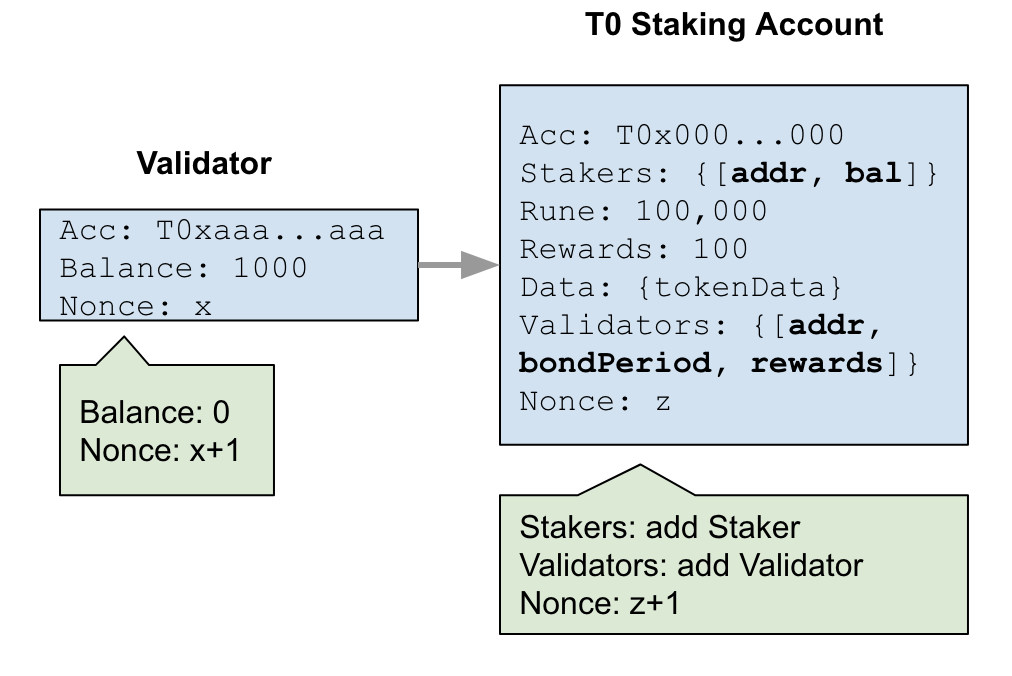 T0 Staking Account
Validator
Acc: T0xaaa...aaa
Balance: 1000
Nonce: x
Balance: 0
Nonce: x+1
Acc: T0x000...000
Stakers: {[addr, bal]}
Rune: 100,000
Rewards: 100
Data: {tokenData}
Validators: {[addr,
bondPeriod, rewards]}
Nonce: z
Stakers: add Staker
Validators: add Validator
Nonce: z+1